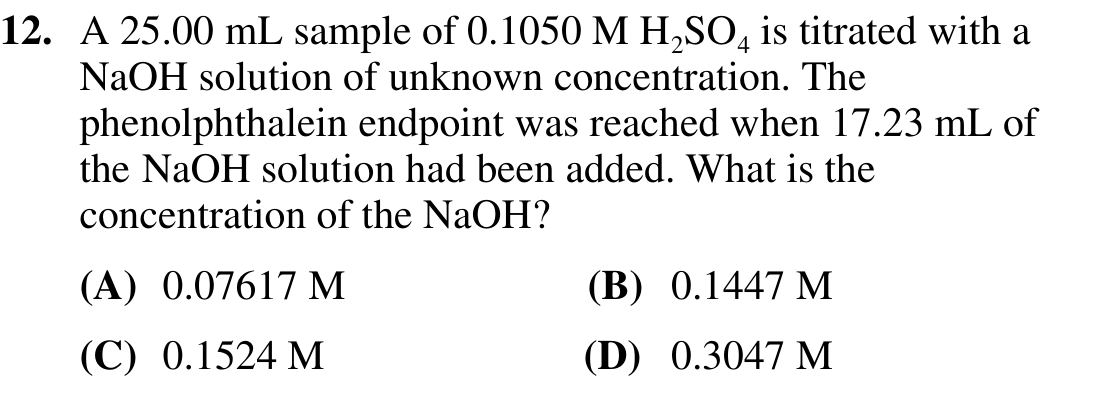 12. A 25.00 mL sample of 0.1050 M H₂SO₄ is titrated with a
NaOH solution of unknown concentration. The
phenolphthalein endpoint was reached when 17.23 mL of
the NaOH solution had been added. What is the
concentration of the NaOH?
(A) 0.07617 M (B) 0.1447 M
(C) 0.1524 M (D) 0.3047 M